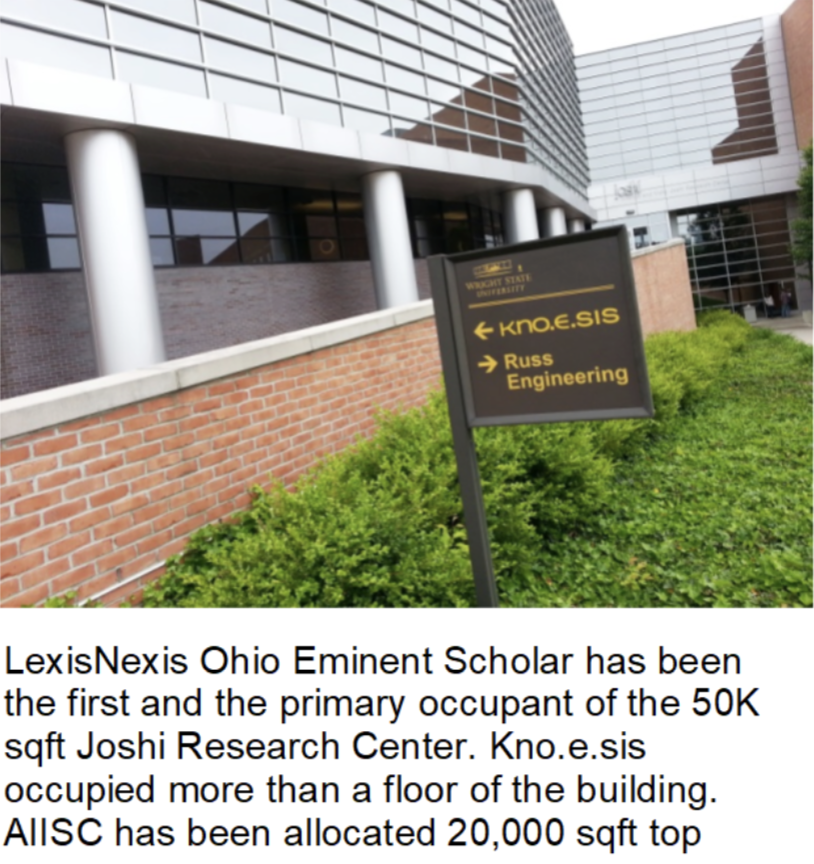 WRIGHT STATE
UNIVERSITY
← kno.e.sis
→ Russ
Engineering
LexisNexis Ohio Eminent Scholar has been
the first and the primary occupant of the 50K
sqft Joshi Research Center. Kno.e.sis
occupied more than a floor of the building.
AIISC has been allocated 20,000 sqft top